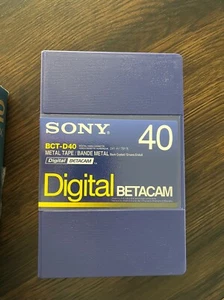 SONY
40
BCT-D40
METAL TAPE / BANDE METAL
Digital BETACAM
Digital BETACAM